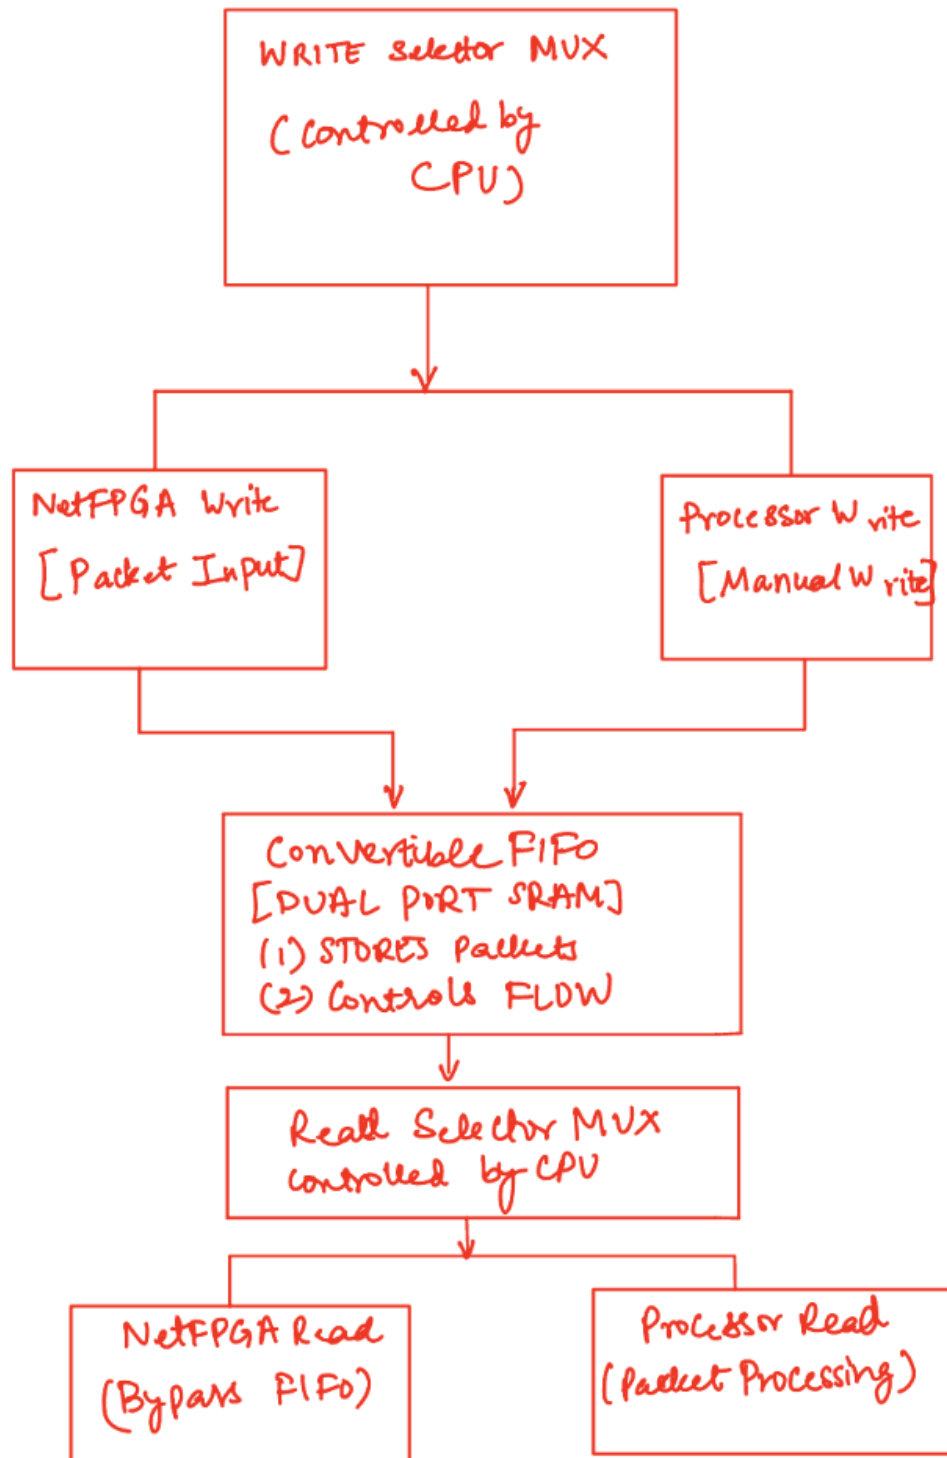 WRITE Selector MUX
(Controlled by
CPU)
NetFPGA Write
[Packet Input]
Processor Write
[Manual Write]
Convertible FIFO
[DUAL PORT SRAM]
(1) STORES Packets
(2) Controls FLOW
Read Selector MUX
controlled by CPU
NetFPGA Read
(Bypass FIFO)
Processor Read
(Packet Processing)